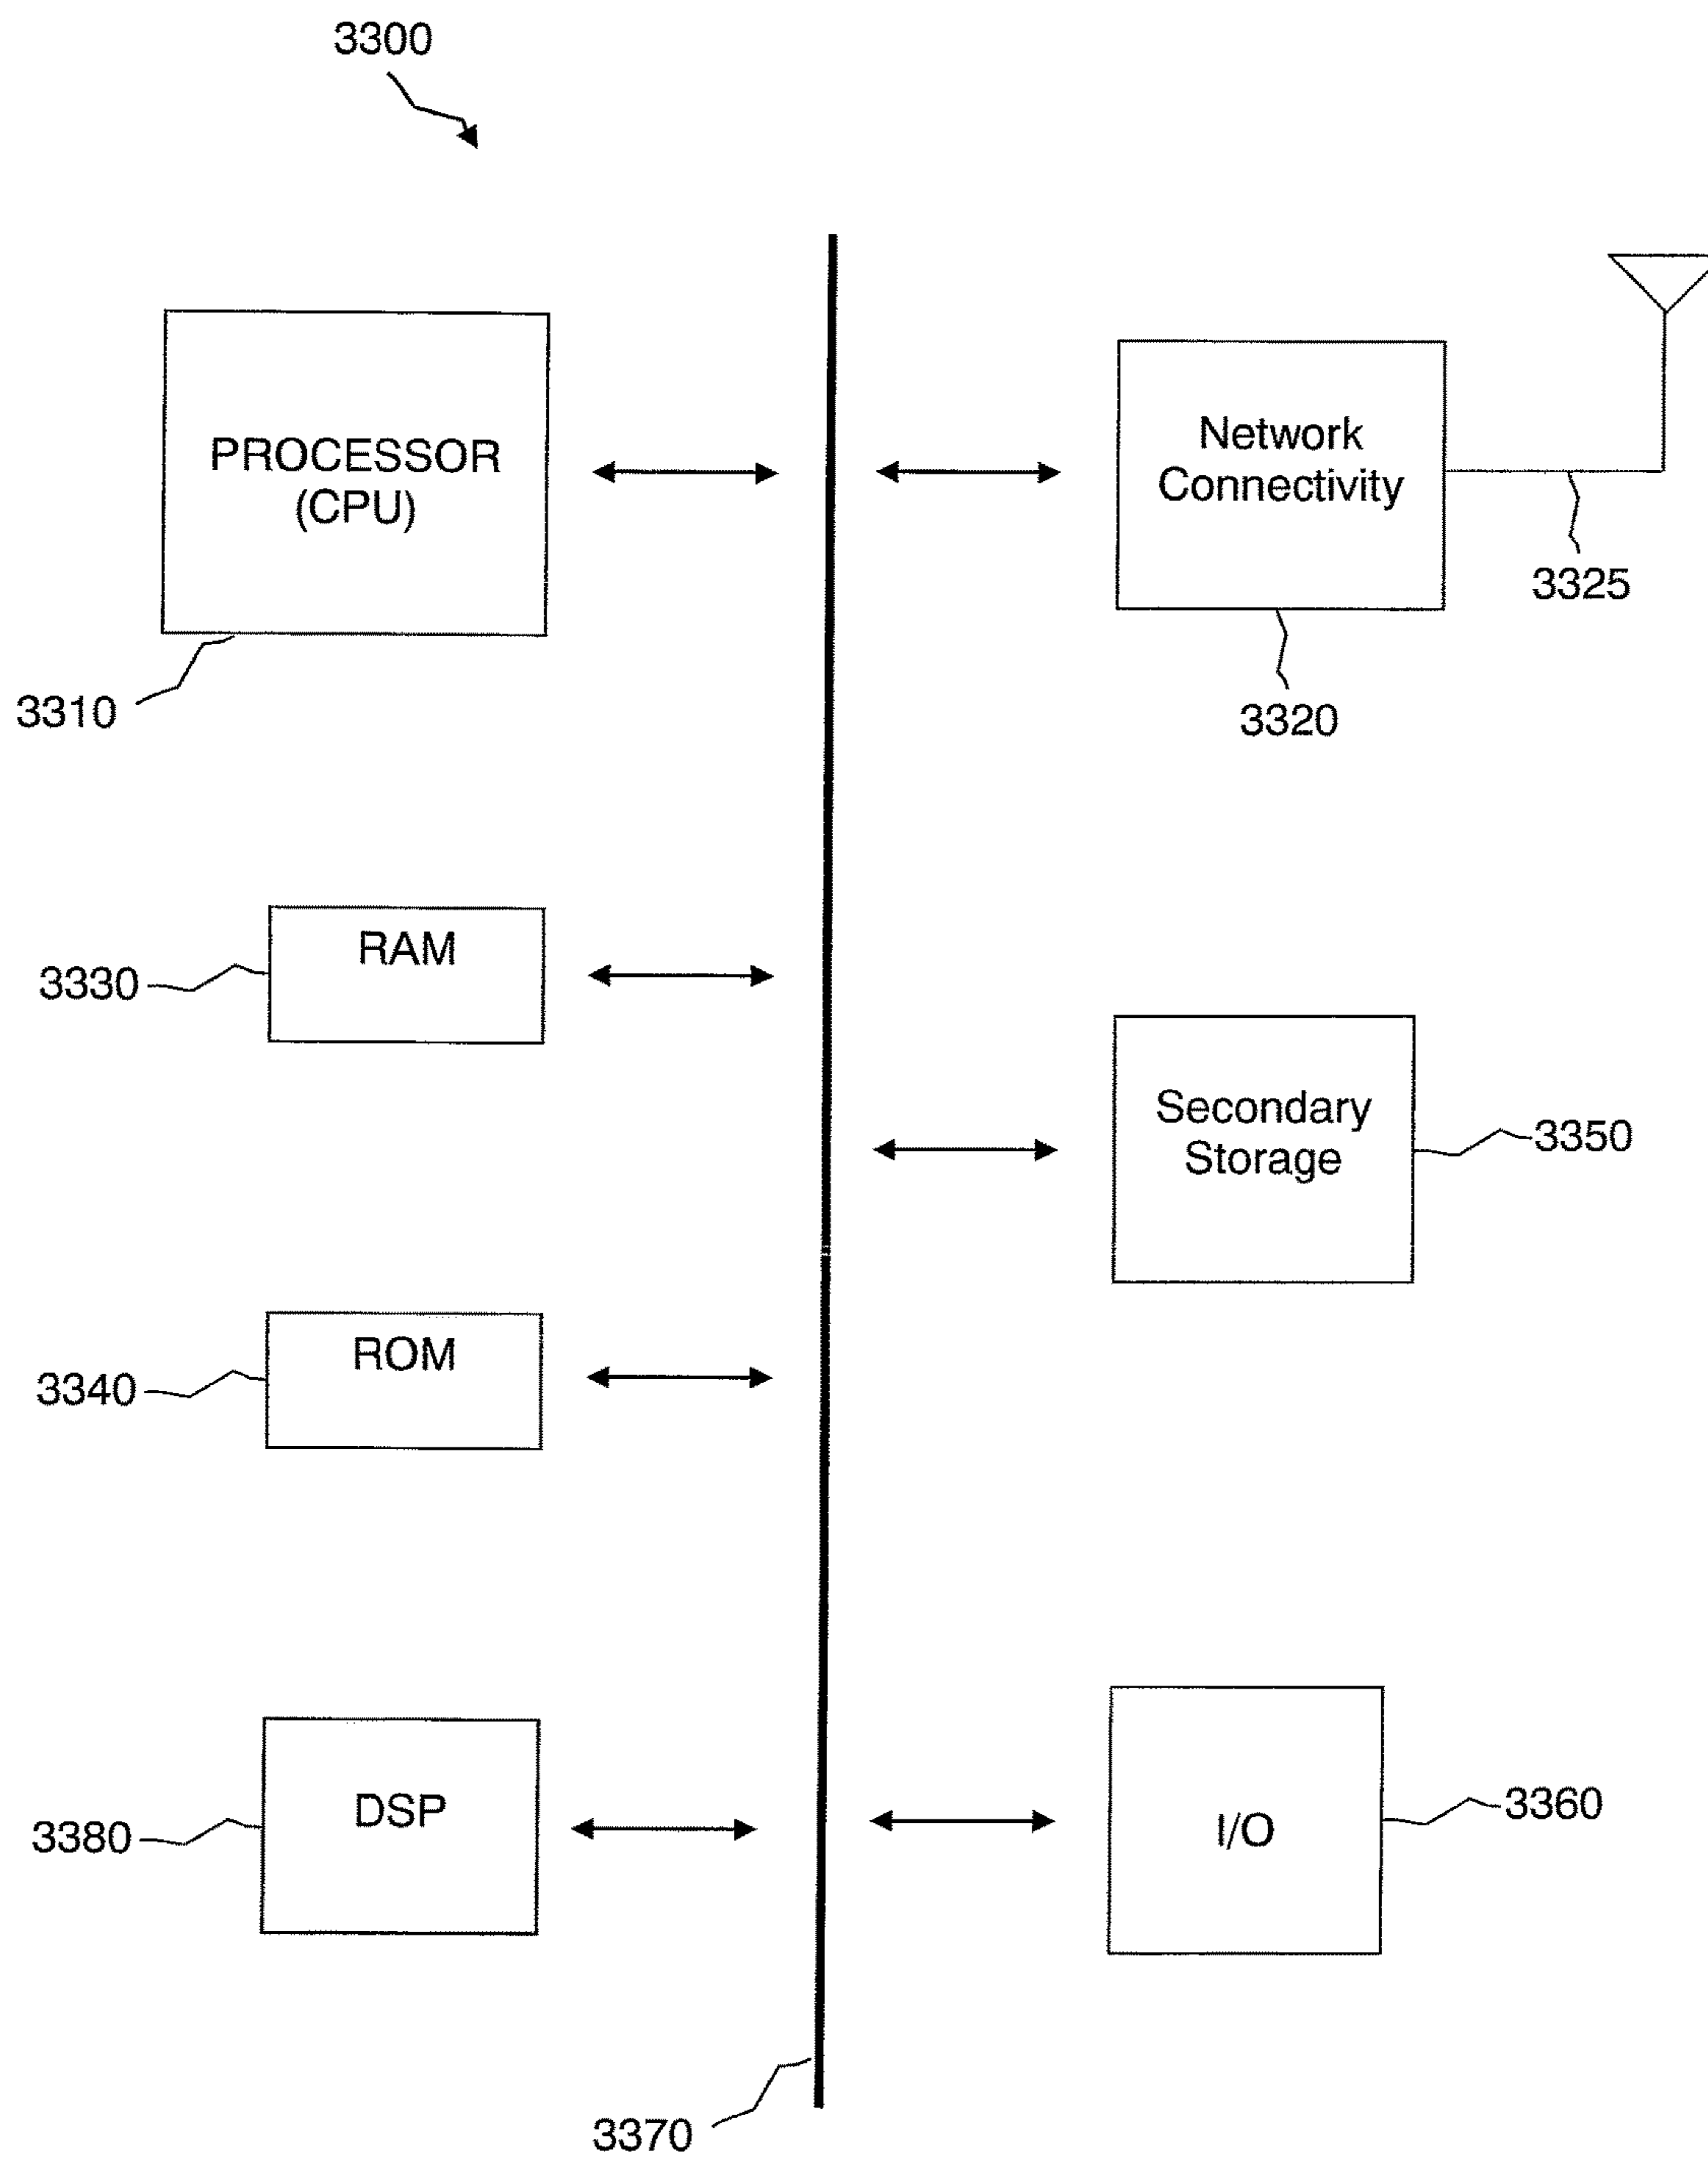 3300
PROCESSOR
(CPU)
3310
Network
Connectivity
3325
3320
RAM
3330
Secondary
Storage
3350
ROM
3340
DSP
3380
I/O
3360
3370